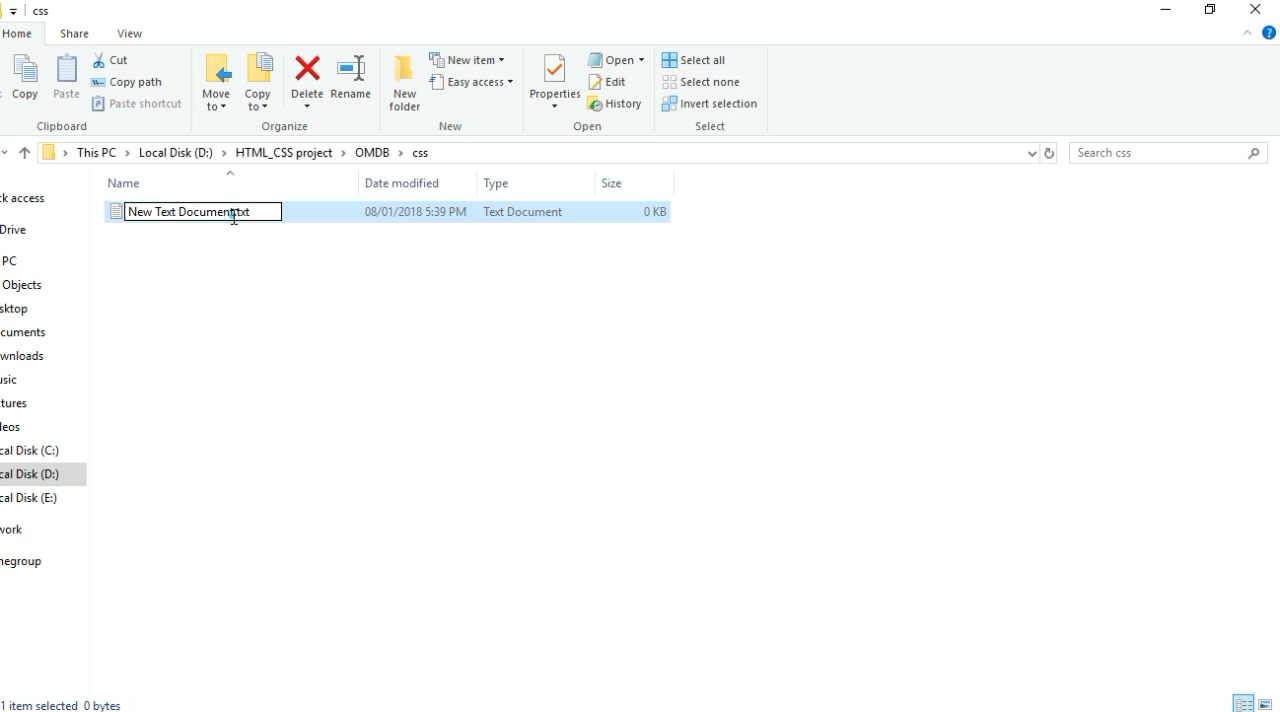 css
Home Share View
Copy Paste Cut Copy path Paste shortcut
Move to Copy to Delete Rename
New folder New item Easy access
Properties Open Edit History
Select all Select none Invert selection
Clipboard Organize New Open Select
This PC > Local Disk (D:) > HTML_CSS project > OMDB > css
Search css
Name Date modified Type Size
New Text Document.txt 08/01/2018 5:39 PM Text Document 0 KB
ck access
Drive
PC
Objects
sktop
cuments
wnloads
usic
tures
leos
cal Disk (C:)
cal Disk (D:)
cal Disk (E:)
work
negroup
1 item selected 0 bytes